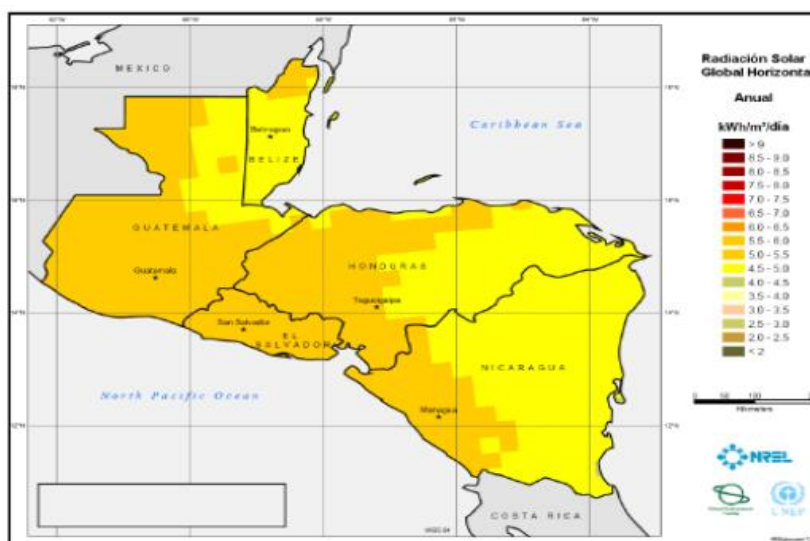 MEXICO
Belmopan
BELIZE
Caribbean Sea
GUATEMALA
Guatemala
HONDURAS
Tegucigalpa
San Salvador
EL
SALVADOR
NICARAGUA
North Pacific Ocean
Managua
COSTA RICA
Radiación Solar
Global Horizonta
Anual
kWh/m²/día
> 9
8.5 - 9.0
8.0 - 8.5
7.5 - 8.0
7.0 - 7.5
6.5 - 7.0
6.0 - 6.5
5.5 - 6.0
5.0 - 5.5
4.5 - 5.0
4.0 - 4.5
3.5 - 4.0
3.0 - 3.5
2.5 - 3.0
2.0 - 2.5
< 2
0 50 100
Kilometers
NREL
UNEP